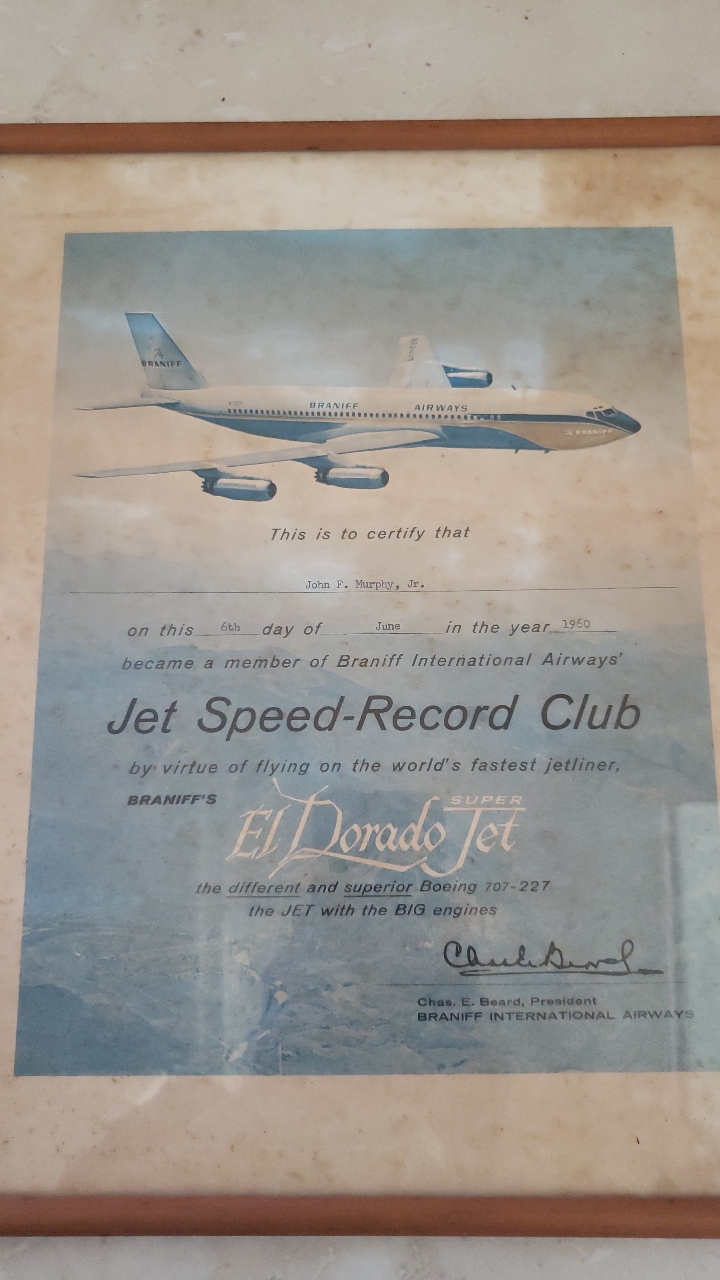 BRANIFF
BRANIFF AIRWAYS
BRANIFF
This is to certify that
John F. Murphy, Jr.
on this 6th day of June in the year 1960
became a member of Braniff International Airways'
Jet Speed-Record Club
by virtue of flying on the world's fastest jetliner,
BRANIFF'S El Dorado SUPER Jet
the different and superior Boeing 707-227
the JET with the BIG engines
Chas. E. Beard, President
BRANIFF INTERNATIONAL AIRWAYS